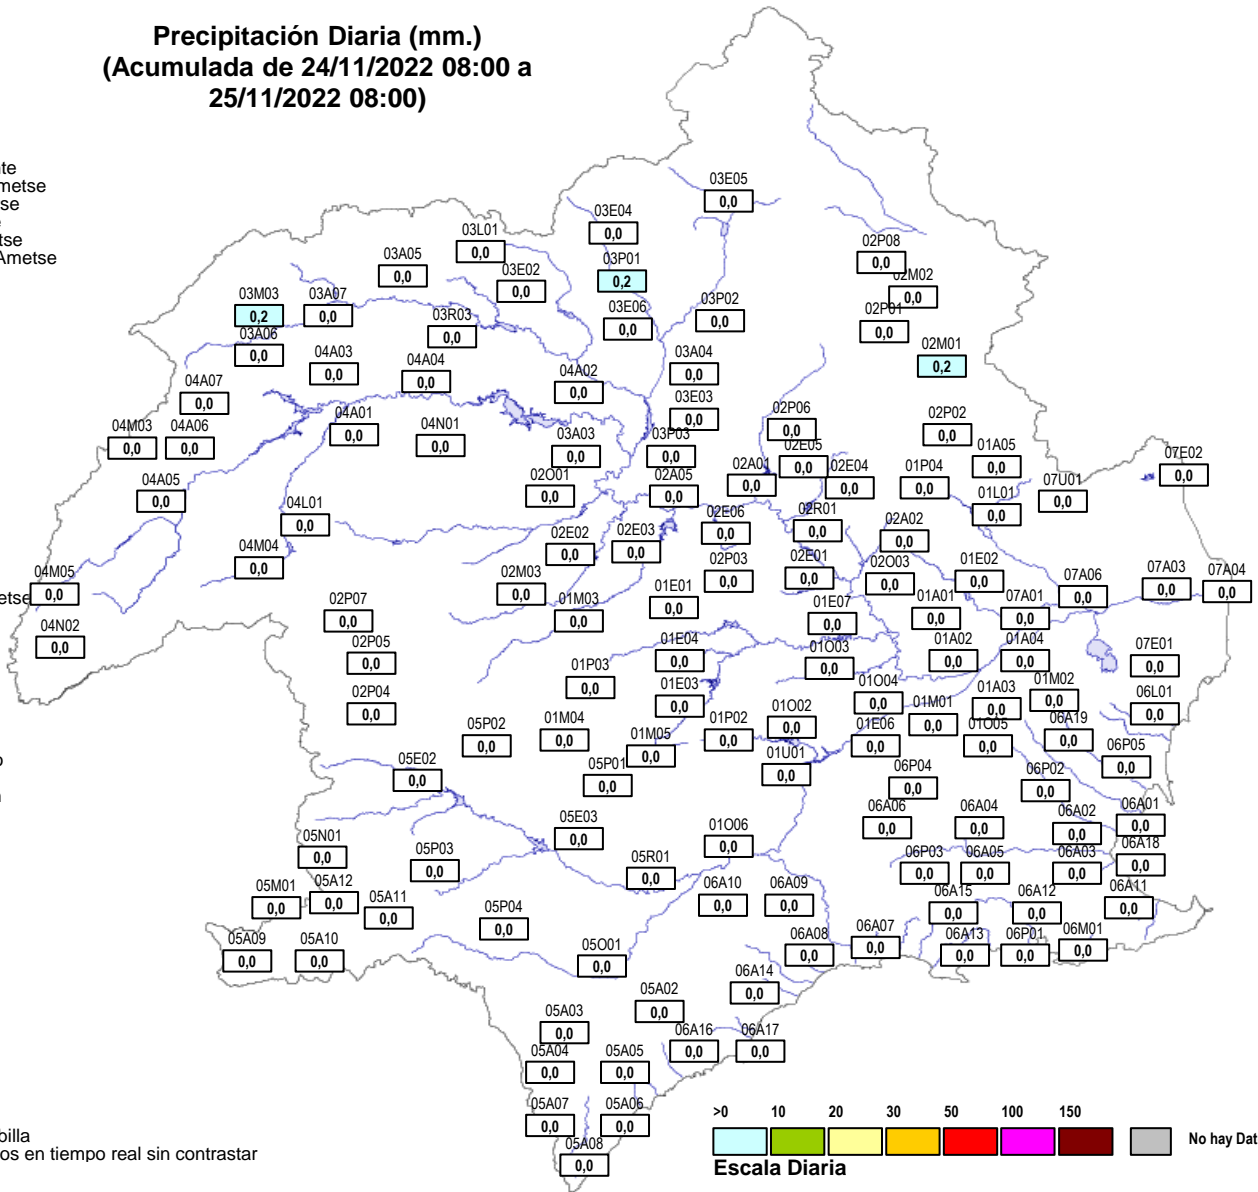 Precipitación Diaria (mm.)
(Acumulada de 24/11/2022 08:00 a
25/11/2022 08:00)
nte
metse
tse
e
tse
Ametse
etse
o
n
billa
os en tiempo real sin contrastar
03E05
0,0
03E04
0,0
03L01
0,0
03P01
0,2
02P08
0,0
03A05
0,0
03E02
0,0
02M02
0,0
03M03
0,2
03A07
0,0
03P02
0,0
03R03
0,0
03E06
0,0
02P01
0,0
03A06
0,0
02M01
0,2
04A03
0,0
04A04
0,0
03A04
0,0
04A02
0,0
04A07
0,0
03E03
0,0
04A01
0,0
02P06
0,0
02P02
0,0
04M03
0,0
04A06
0,0
04N01
0,0
03A03
0,0
03P03
0,0
02E05
0,0
01A05
0,0
07E02
0,0
04A05
0,0
02O01
0,0
02A05
0,0
02A01
0,0
02E04
0,0
01P04
0,0
01L01
0,0
07U01
0,0
04L01
0,0
02R01
0,0
02E06
0,0
02A02
0,0
02E02
0,0
02E03
0,0
04M04
0,0
02P03
0,0
02E01
0,0
02O03
0,0
01E02
0,0
04M05
0,0
02M03
0,0
07A06
0,0
07A03
0,0
07A04
0,0
01E01
0,0
02P07
0,0
01M03
0,0
01E07
0,0
01A01
0,0
07A01
0,0
04N02
0,0
02P05
0,0
01E04
0,0
01O03
0,0
01A02
0,0
01A04
0,0
07E01
0,0
01P03
0,0
01E03
0,0
01O04
0,0
01A03
0,0
01M02
0,0
06L01
0,0
02P04
0,0
01M01
0,0
05P02
0,0
01M04
0,0
01P02
0,0
01O02
0,0
01E06
0,0
01O05
0,0
06A19
0,0
01M05
0,0
06P05
0,0
05E02
0,0
05P01
0,0
01U01
0,0
06P04
0,0
06P02
0,0
05E03
0,0
01O06
0,0
06A06
0,0
06A04
0,0
06A02
0,0
06A01
0,0
05N01
0,0
05P03
0,0
05R01
0,0
06P03
0,0
06A05
0,0
06A03
0,0
06A18
0,0
05M01
0,0
05A12
0,0
05A11
0,0
06A10
0,0
06A09
0,0
06A15
0,0
06A12
0,0
06A11
0,0
05P04
0,0
05A09
0,0
05A10
0,0
05O01
0,0
06A08
0,0
06A07
0,0
06A13
0,0
06P01
0,0
06M01
0,0
06A14
0,0
05A02
0,0
05A03
0,0
06A16
0,0
06A17
0,0
05A04
0,0
05A05
0,0
05A07
0,0
05A06
0,0
05A08
0,0
>0 10 20 30 50 100 150
No hay Dat
Escala Diaria